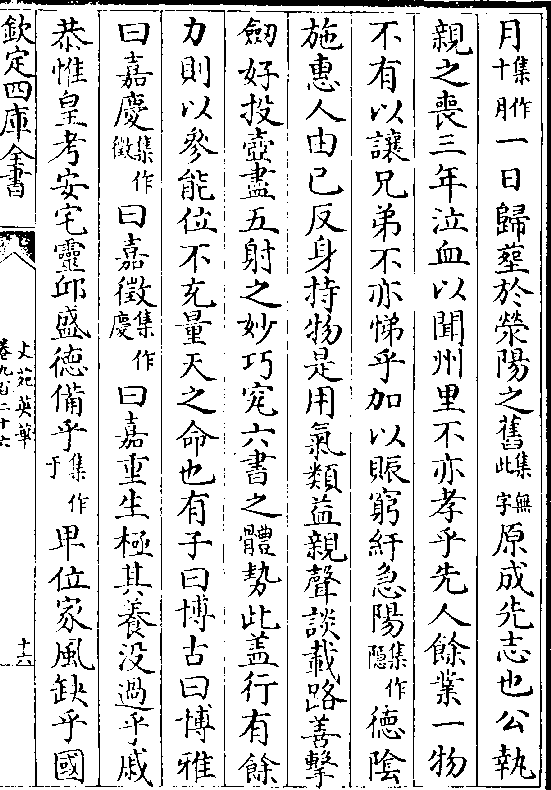 月集作十月一日歸塟於滎陽之舊集無此字原成先志也公執
親之喪三年泣血以聞州里不亦孝乎先人餘業一物
不有以讓兄弟不亦悌乎加以賑窮紓急陽集作隱德陰
施惠人由已反身持物是用氣類益親聲談載路善擊
劒好投壺盡五射之妙巧究六書之體勢此盖行有餘
力則以參能位不充量天之命也有子曰博古曰博雅
曰嘉慶集作徵曰嘉徵集作慶曰嘉重生極其養没過乎戚
恭惟皇考安宅靈邱盛德備乎集作于甲位家風缺乎國
欽定四庫全書
文苑英華
卷九百二十六
十六